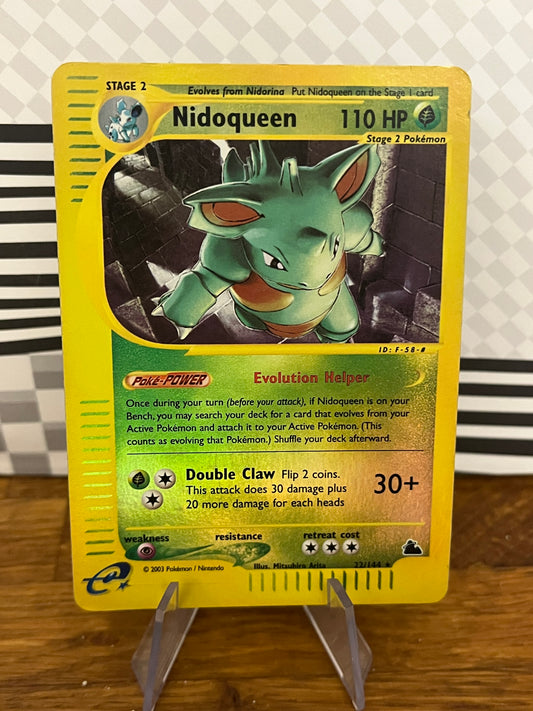 STAGE 2
Evolves from Nidorina Put Nidoqueen on the Stage 1 card
Nidoqueen 110 HP
Stage 2 Pokémon
ID: F-58-#
Poké-POWER Evolution Helper
Once during your turn (before your attack), if Nidoqueen is on your
Bench, you may search your deck for a card that evolves from your
Active Pokémon and attach it to your Active Pokémon. (This
counts as evolving that Pokémon.) Shuffle your deck afterward.
Double Claw Flip 2 coins.
This attack does 30 damage plus
20 more damage for each heads
30+
weakness resistance retreat cost
© 2003 Pokémon / Nintendo Illus. Mitsuhiro Arita 22/144 ★
e